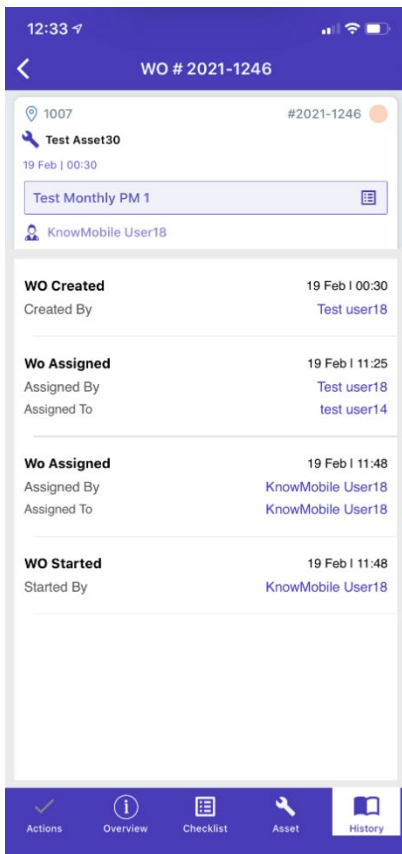 12:33
WO # 2021-1246
1007 #2021-1246
Test Asset30
19 Feb | 00:30
Test Monthly PM 1
KnowMobile User18
WO Created 19 Feb | 00:30
Created By Test user18
Wo Assigned 19 Feb | 11:25
Assigned By Test user18
Assigned To test user14
Wo Assigned 19 Feb | 11:48
Assigned By KnowMobile User18
Assigned To KnowMobile User18
WO Started 19 Feb | 11:48
Started By KnowMobile User18
Actions Overview Checklist Asset History